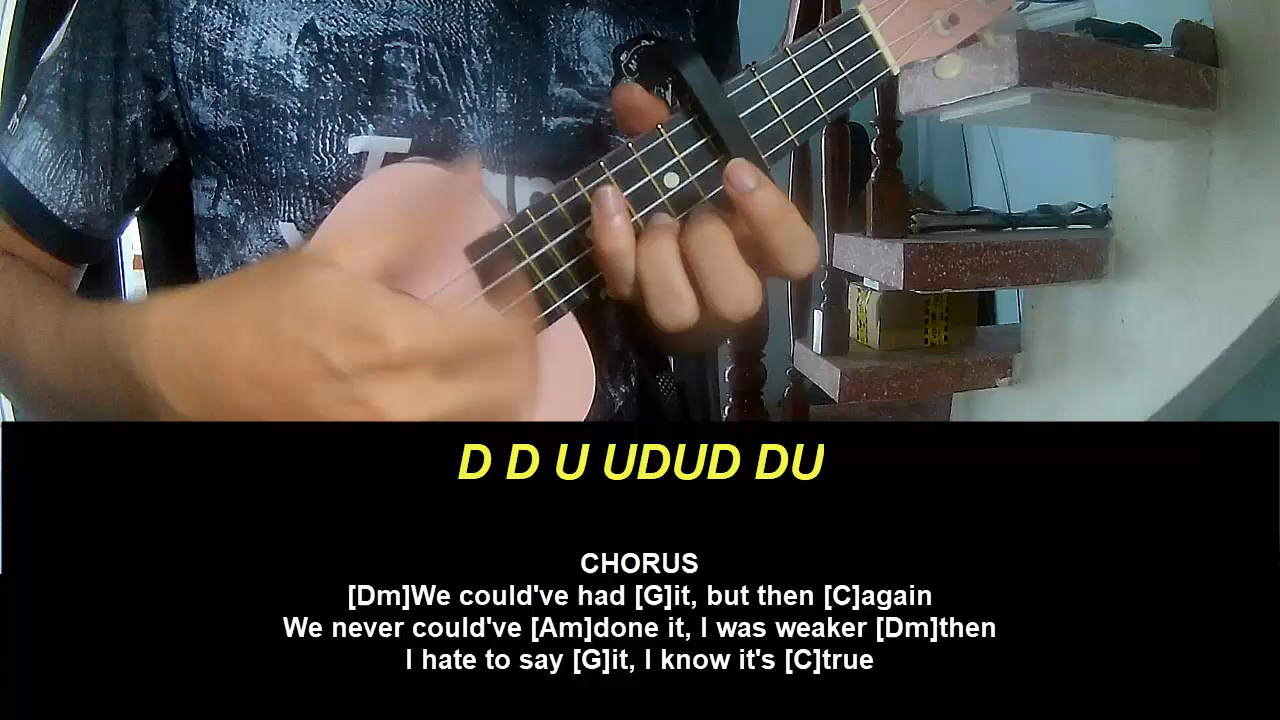 D D U UDUD DU
CHORUS
[Dm]We could've had [G]it, but then [C]again
We never could've [Am]done it, I was weaker [Dm]then
I hate to say [G]it, I know it's [C]true